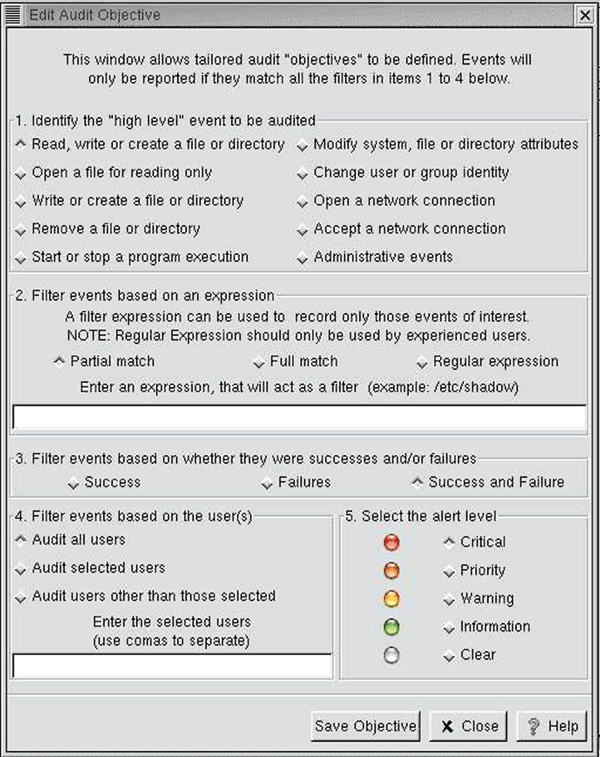 Edit Audit Objective
This window allows tailored audit "objectives" to be defined. Events will
only be reported if they match all the filters in items 1 to 4 below.
1. Identify the "high level" event to be audited
Read, write or create a file or directory
Modify system, file or directory attributes
Open a file for reading only
Change user or group identity
Write or create a file or directory
Open a network connection
Remove a file or directory
Accept a network connection
Start or stop a program execution
Administrative events
2. Filter events based on an expression
A filter expression can be used to record only those events of interest.
NOTE: Regular Expression should only be used by experienced users.
Partial match
Full match
Regular expression
Enter an expression, that will act as a filter (example: /etc/shadow)
3. Filter events based on whether they were successes and/or failures
Success
Failures
Success and Failure
4. Filter events based on the user(s)
Audit all users
Audit selected users
Audit users other than those selected
Enter the selected users
(use comas to separate)
5. Select the alert level
Critical
Priority
Warning
Information
Clear
Save Objective
Close
Help